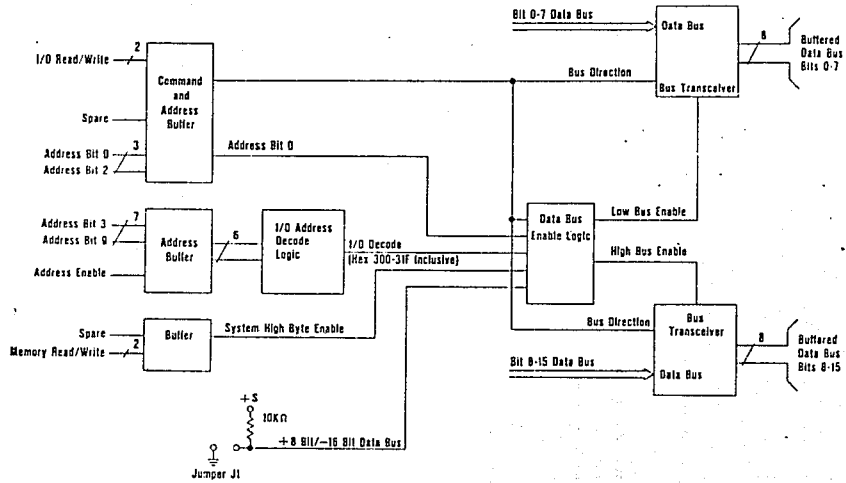 Bit 0-7 Data Bus
Data Bus
8
Buffered
Data Bus
Bits 0-7
2
I/O Read/Write
Command
and
Address
Buffer
Bus Direction
Bus Transceiver
Spare
3
Address Bit 0
Address Bit 2
Address Bit 0
Low Bus Enable
Data Bus
Enable Logic
7
Address Bit 3
Address Bit 9
Address
Buffer
6
I/O Address
Decode
Logic
I/O Decode
(Hex 300-31F Inclusive)
High Bus Enable
Address Enable
Spare
Memory Read/Write
2
Buffer
System High Byte Enable
Bus Direction
Bus
Transceiver
8
Buffered
Data Bus
Bits 8-15
Bit 8-15 Data Bus
Data Bus
+5
10KΩ
+8 Bit/–16 Bit Data Bus
Jumper J1